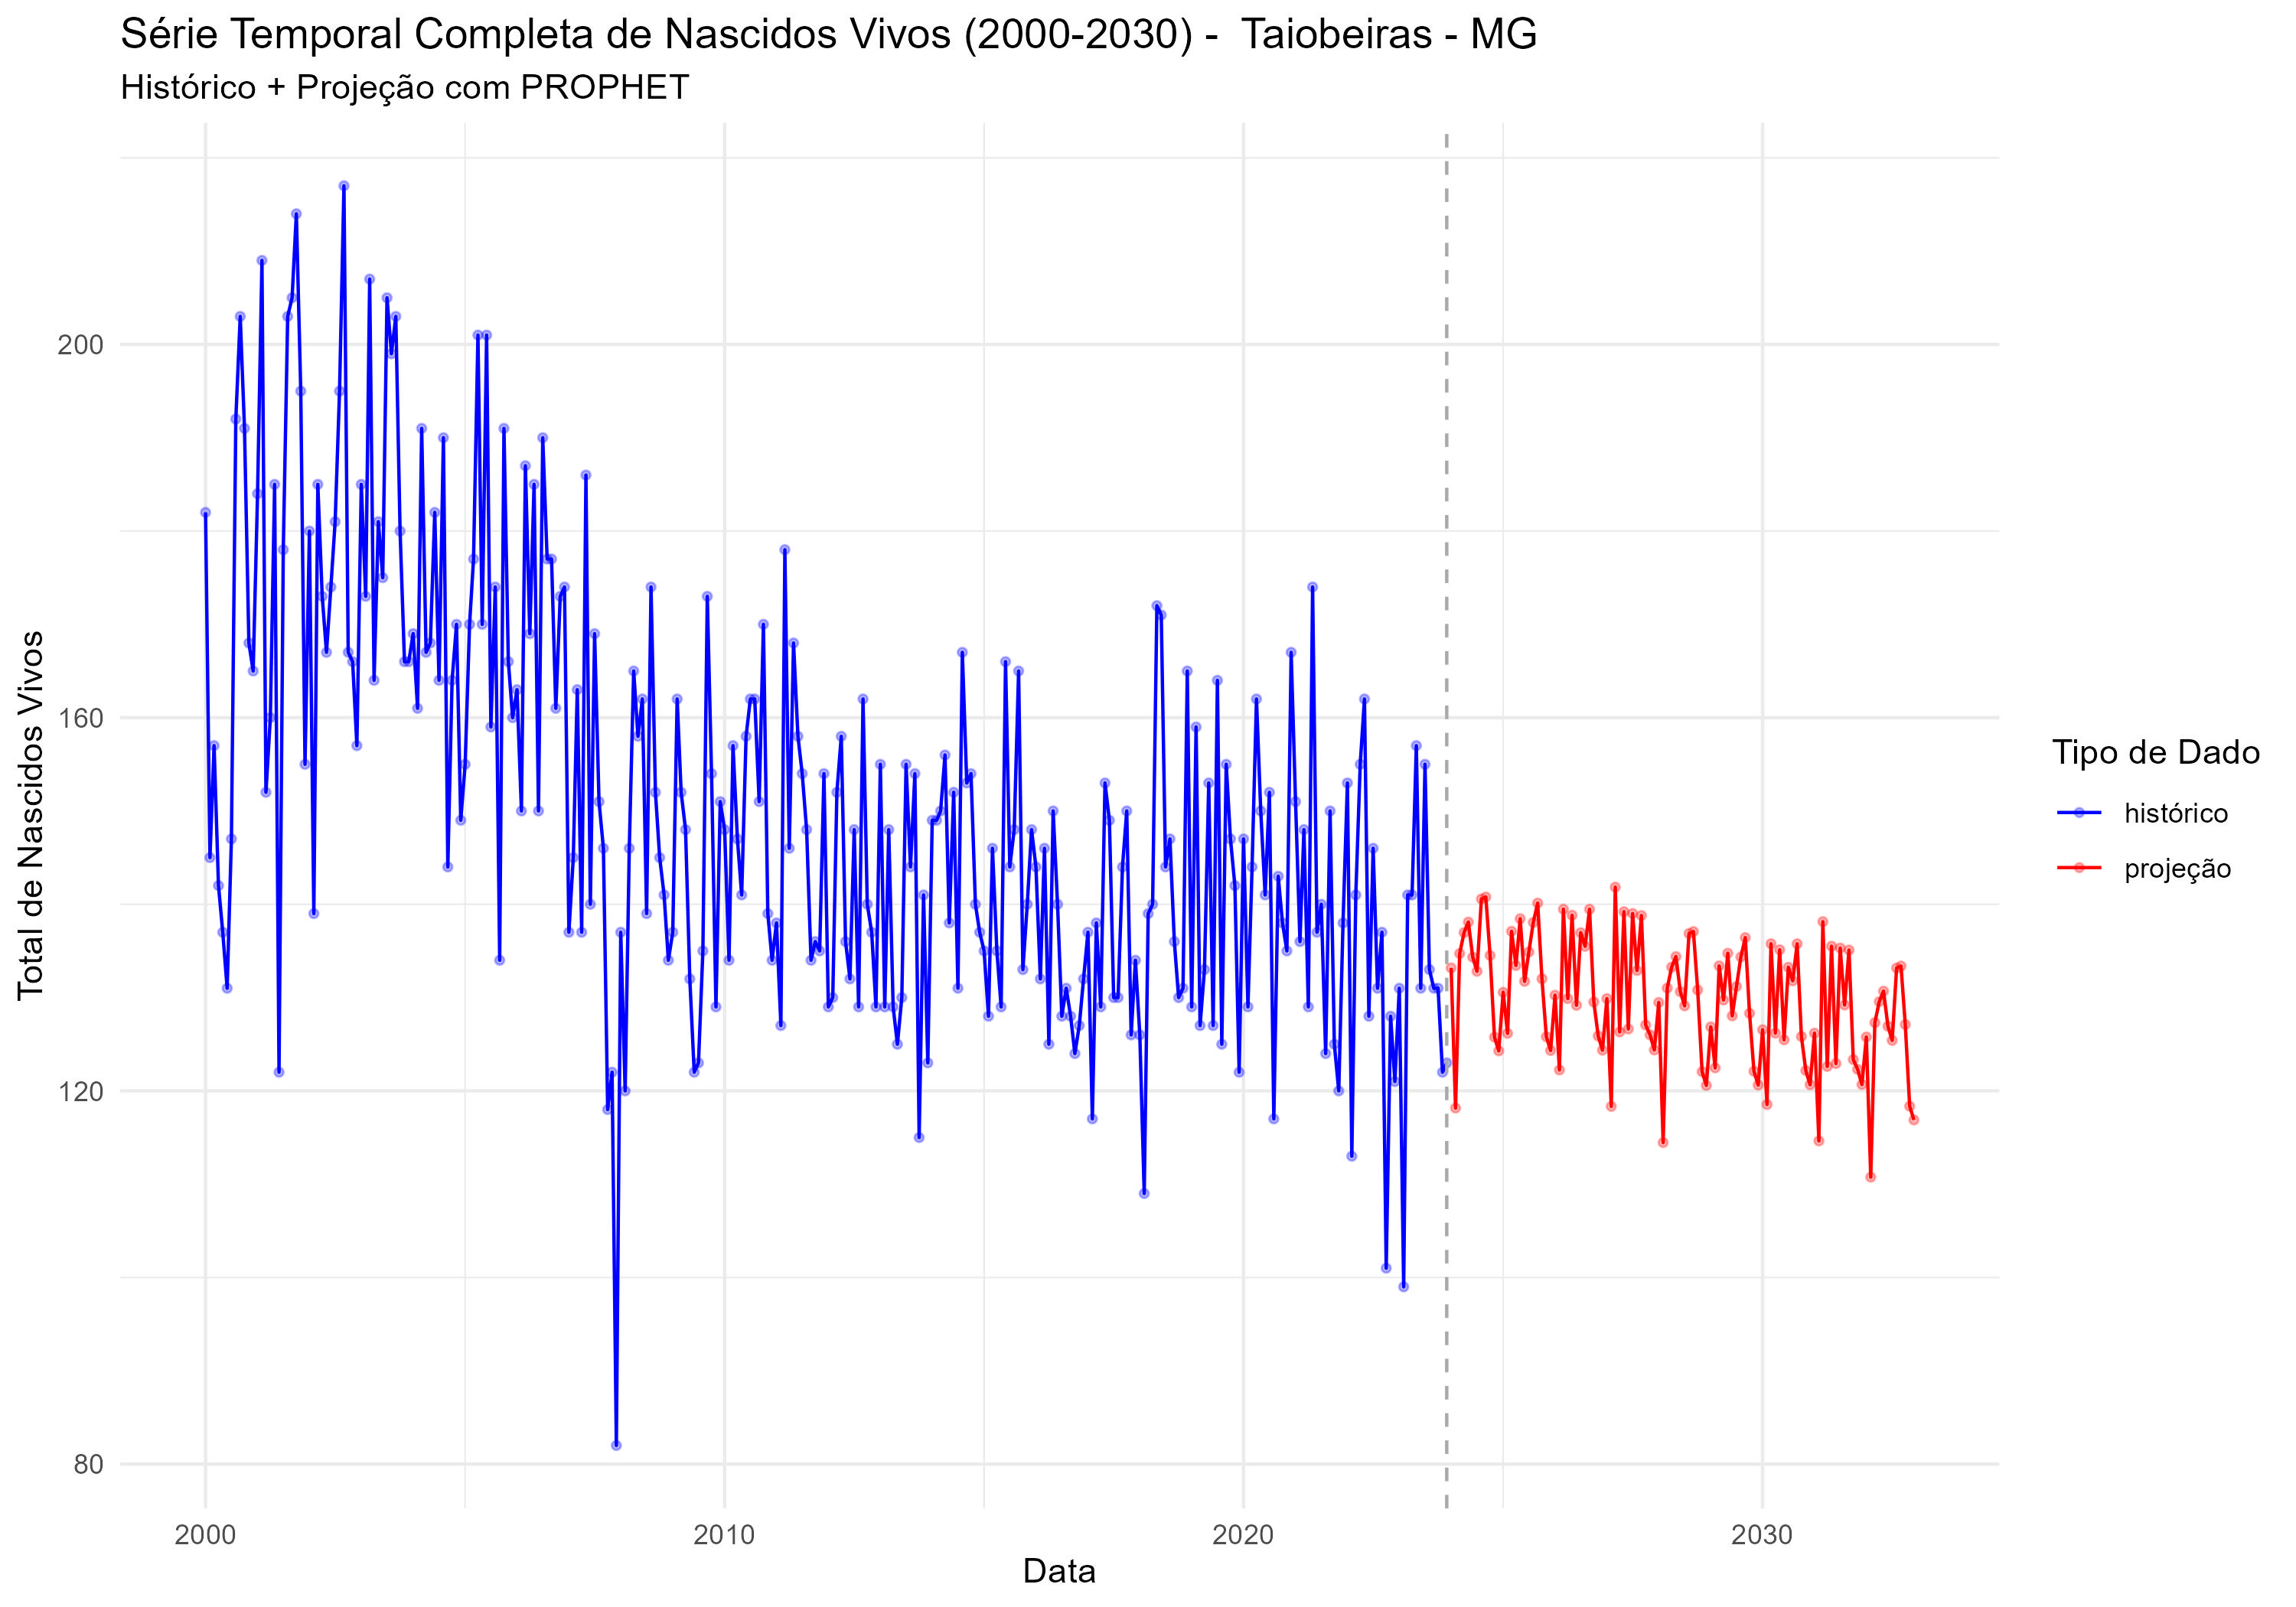 Série Temporal Completa de Nascidos Vivos (2000-2030) -  Taiobeiras - MG
Histórico + Projeção com PROPHET
Total de Nascidos Vivos
200
160
120
80
2000
2010
2020
2030
Data
Tipo de Dado
histórico
projeção